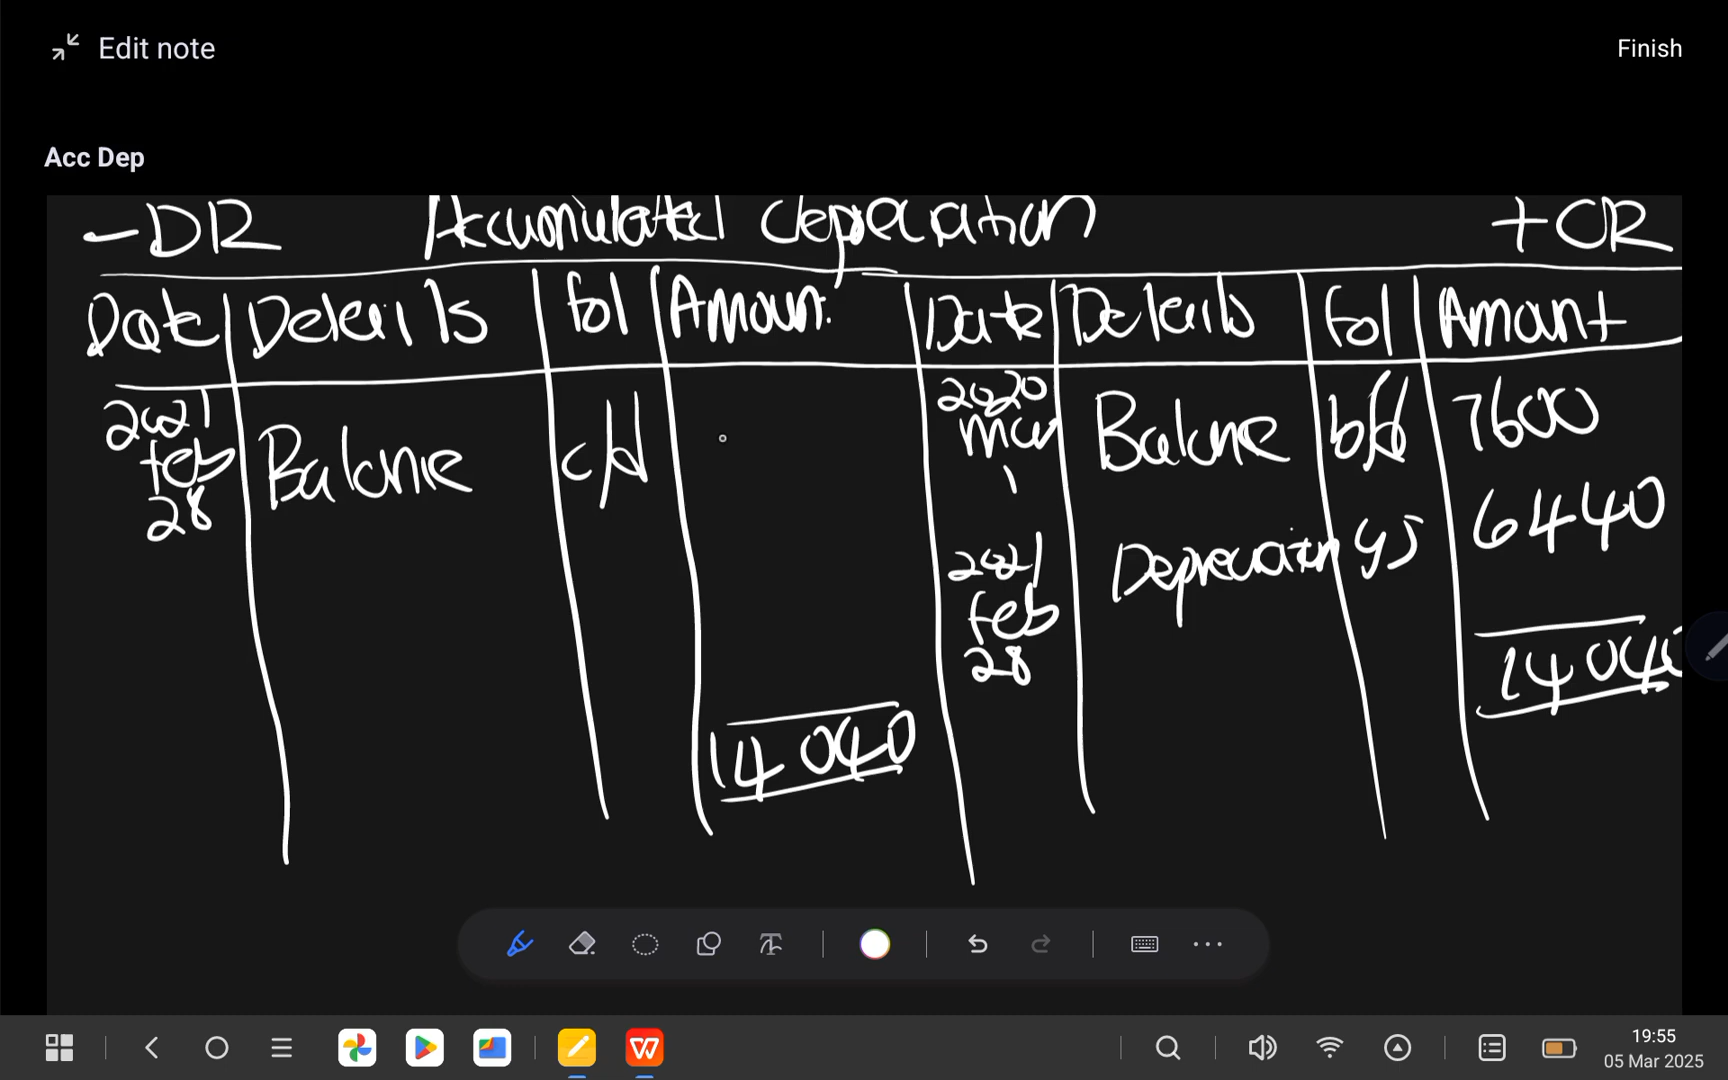 Edit note
Finish
Acc Dep
-DR Accumulated depreciation +CR
Date Details fol Amoun. Date Details Fol Amount
2021 Feb 28 Balance c/d 2020 Mar 1 Balance b/d 7600
2021 Feb 28 Depreciation GJ 6440
14 040
14 040
19:55
05 Mar 2025